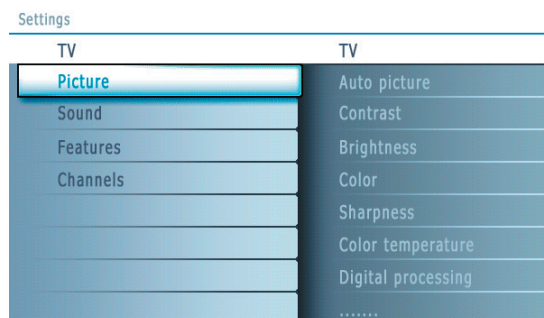 Settings
TV
Picture
Sound
Features
Channels
TV
Auto picture
Contrast
Brightness
Color
Sharpness
Color temperature
Digital processing
.......